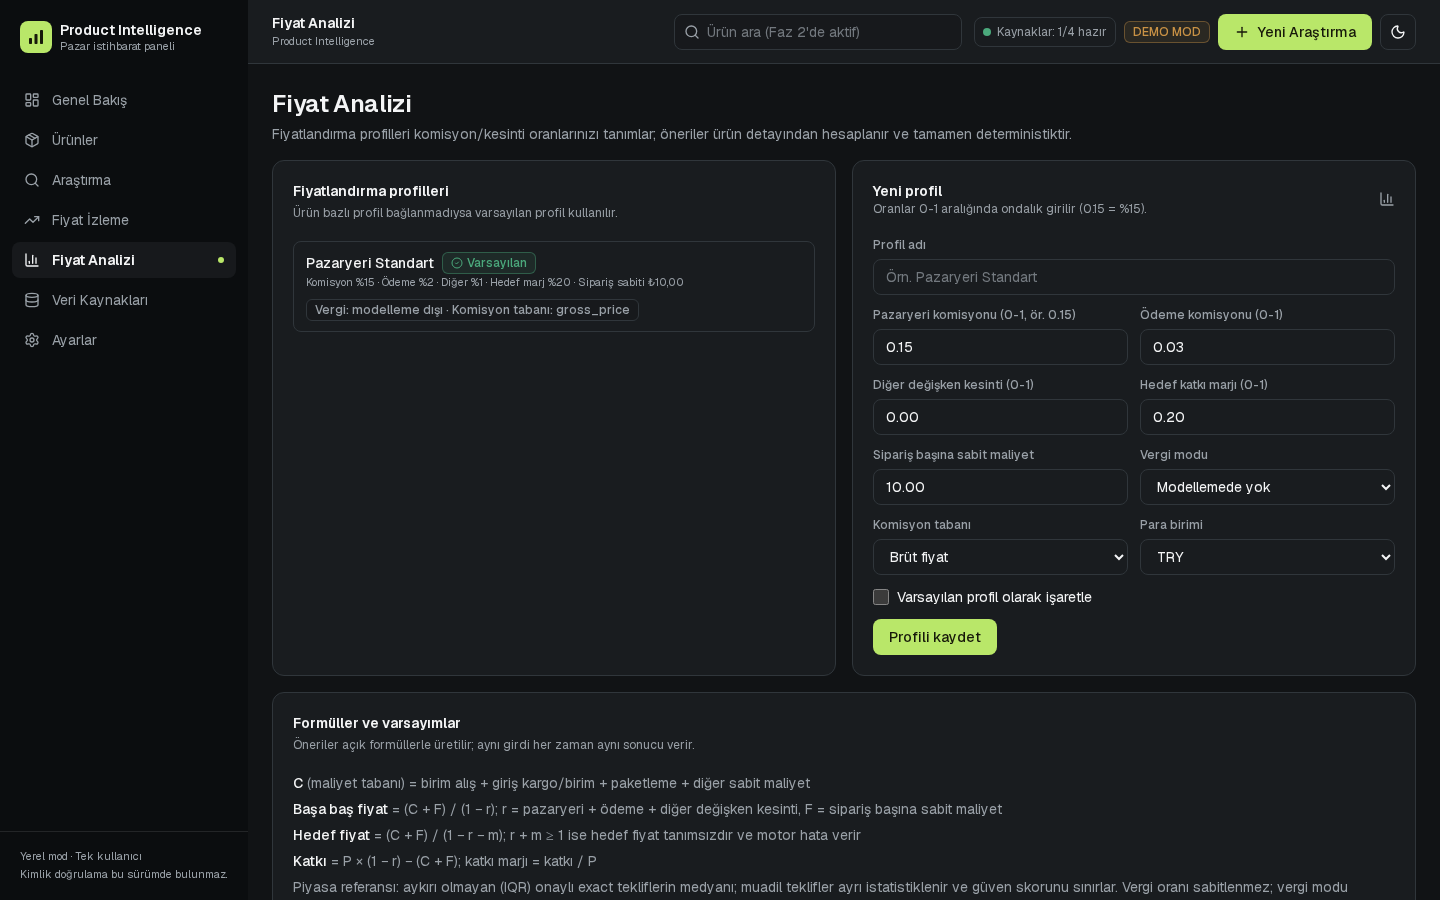 Product Intelligence
Pazar istihbarat paneli
Genel Bakış
Ürünler
Araştırma
Fiyat İzleme
Fiyat Analizi
Veri Kaynakları
Ayarlar
Yerel mod · Tek kullanıcı
Kimlik doğrulama bu sürümde bulunmaz.
Fiyat Analizi
Product Intelligence
Ürün ara (Faz 2'de aktif)
Kaynaklar: 1/4 hazır
DEMO MOD
Yeni Araştırma
Fiyat Analizi
Fiyatlandırma profilleri komisyon/kesinti oranlarınızı tanımlar; öneriler ürün detayından hesaplanır ve tamamen deterministiktir.
Fiyatlandırma profilleri
Ürün bazlı profil bağlanmadıysa varsayılan profil kullanılır.
Pazaryeri Standart
Varsayılan
Komisyon %15 · Ödeme %2 · Diğer %1 · Hedef marj %20 · Sipariş sabiti ₺10,00
Vergi: modelleme dışı · Komisyon tabanı: gross_price
Yeni profil
Oranlar 0-1 aralığında ondalık girilir (0.15 = %15).
Profil adı
Örn. Pazaryeri Standart
Pazaryeri komisyonu (0-1, ör. 0.15)
Ödeme komisyonu (0-1)
0.15
0.03
Diğer değişken kesinti (0-1)
Hedef katkı marjı (0-1)
0.00
0.20
Sipariş başına sabit maliyet
Vergi modu
10.00
Modellemede yok
Komisyon tabanı
Para birimi
Brüt fiyat
TRY
Varsayılan profil olarak işaretle
Profili kaydet
Formüller ve varsayımlar
Öneriler açık formüllerle üretilir; aynı girdi her zaman aynı sonucu verir.
C (maliyet tabanı) = birim alış + giriş kargo/birim + paketleme + diğer sabit maliyet
Başa baş fiyat = (C + F) / (1 − r); r = pazaryeri + ödeme + diğer değişken kesinti, F = sipariş başına sabit maliyet
Hedef fiyat = (C + F) / (1 − r − m); r + m ≥ 1 ise hedef fiyat tanımsızdır ve motor hata verir
Katkı = P × (1 − r) − (C + F); katkı marjı = katkı / P
Piyasa referansı: aykırı olmayan (IQR) onaylı exact tekliflerin medyanı; muadil teklifler ayrı istatistiklenir ve güven skorunu sınırlar. Vergi oranı sabitlenmez; vergi modu